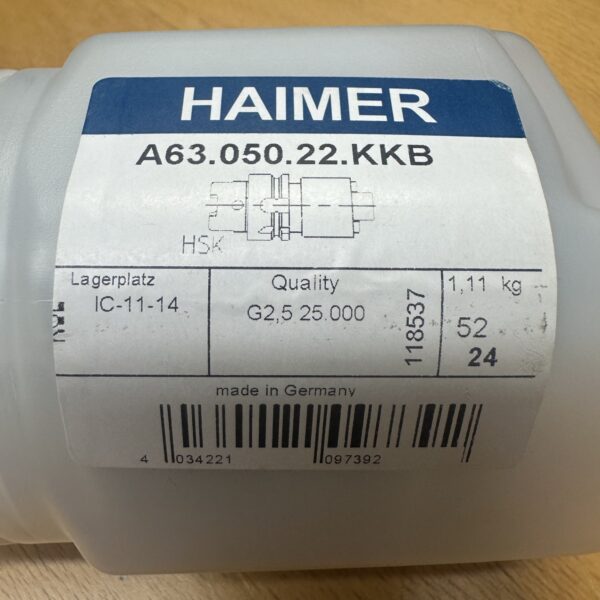 HAIMER
A63.050.22.KKB
HSK
Lagerplatz
IC-11-14
Quality
G2,5 25.000
118537
1,11 kg
52
24
made in Germany
4 034221 097392